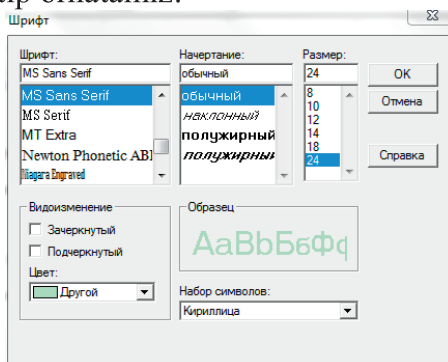 Шрифт
Шрифт:
MS Sans Serif
MS Sans Serif
MS Serif
MT Extra
Newton Phonetic ABI
Niagara Engraved
Начертание:
обычный
обычный
наклонный
полужирный
полужирный
Размер:
24
8
10
12
14
18
24
OK
Отмена
Справка
Видоизменение
Зачеркнутый
Подчеркнутый
Цвет:
Другой
Образец
AaBbБбФф
Набор символов:
Кириллица